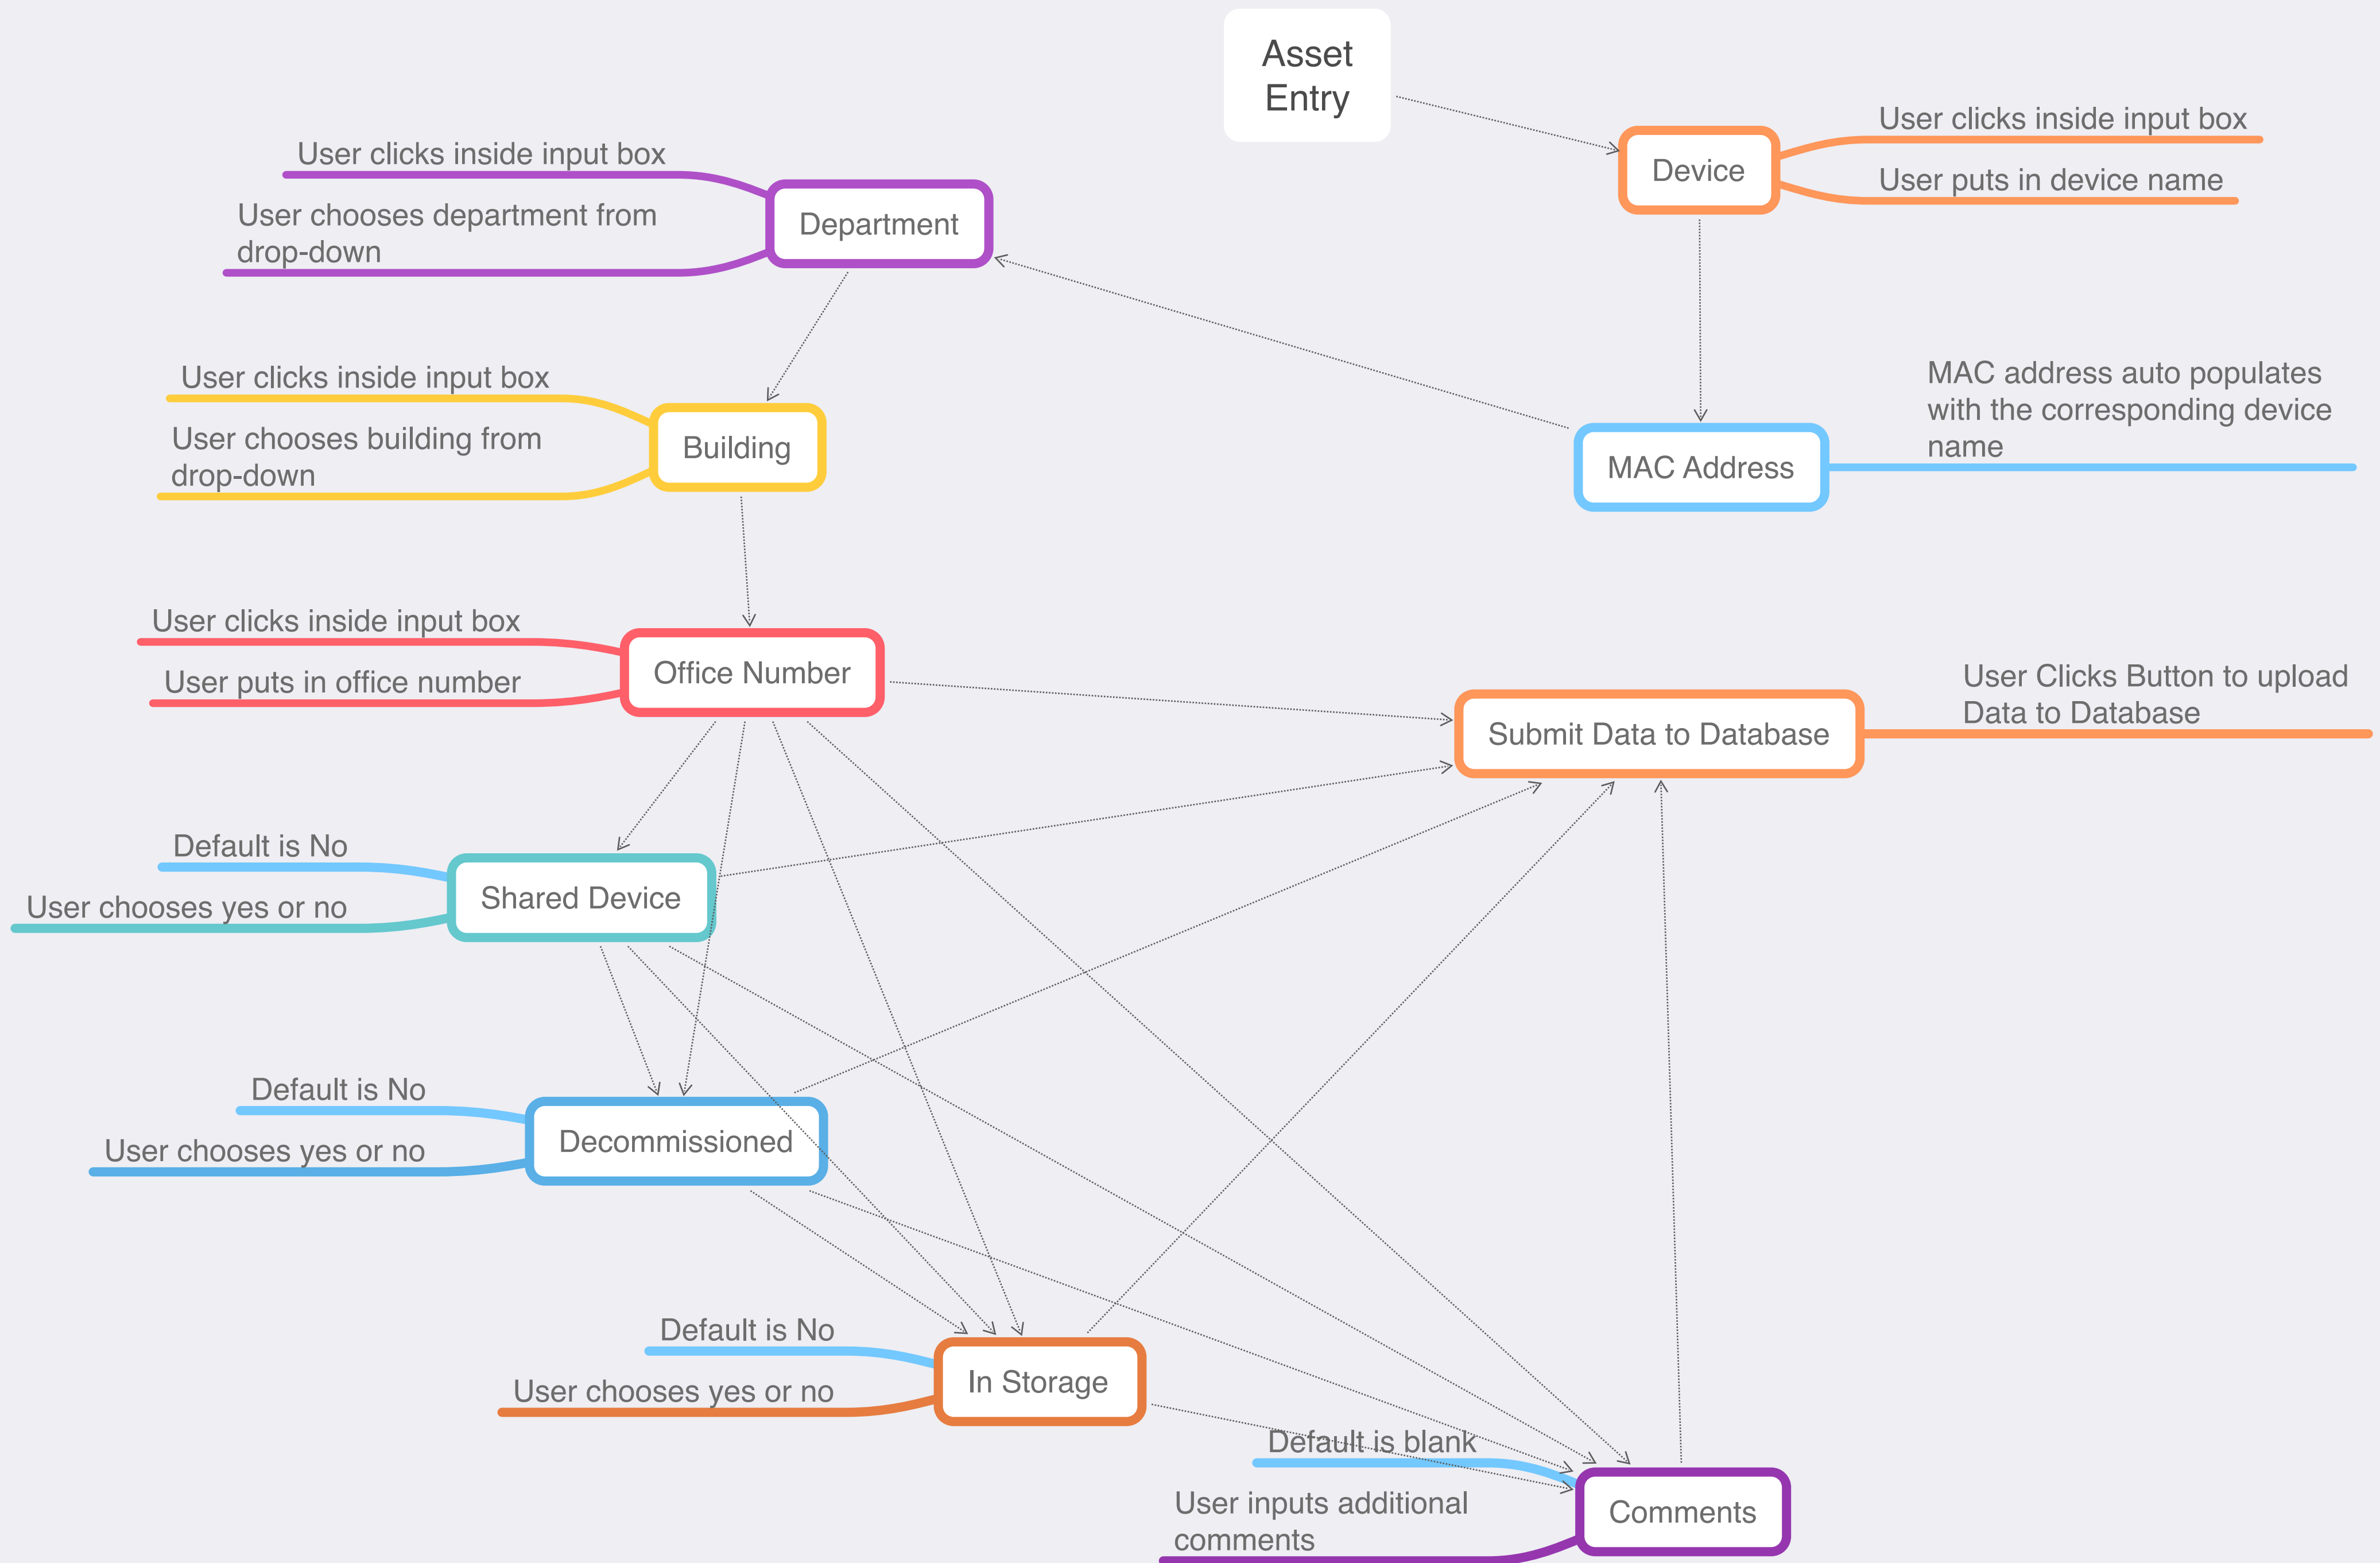 Asset
Entry
User clicks inside input box
User puts in device name
Device
User clicks inside input box
User chooses department from
drop-down
Department
MAC address auto populates
with the corresponding device
name
MAC Address
User clicks inside input box
User chooses building from
drop-down
Building
User clicks inside input box
User puts in office number
Office Number
User Clicks Button to upload
Data to Database
Submit Data to Database
Default is No
User chooses yes or no
Shared Device
Default is No
User chooses yes or no
Decommissioned
Default is No
User chooses yes or no
In Storage
Default is blank
User inputs additional
comments
Comments